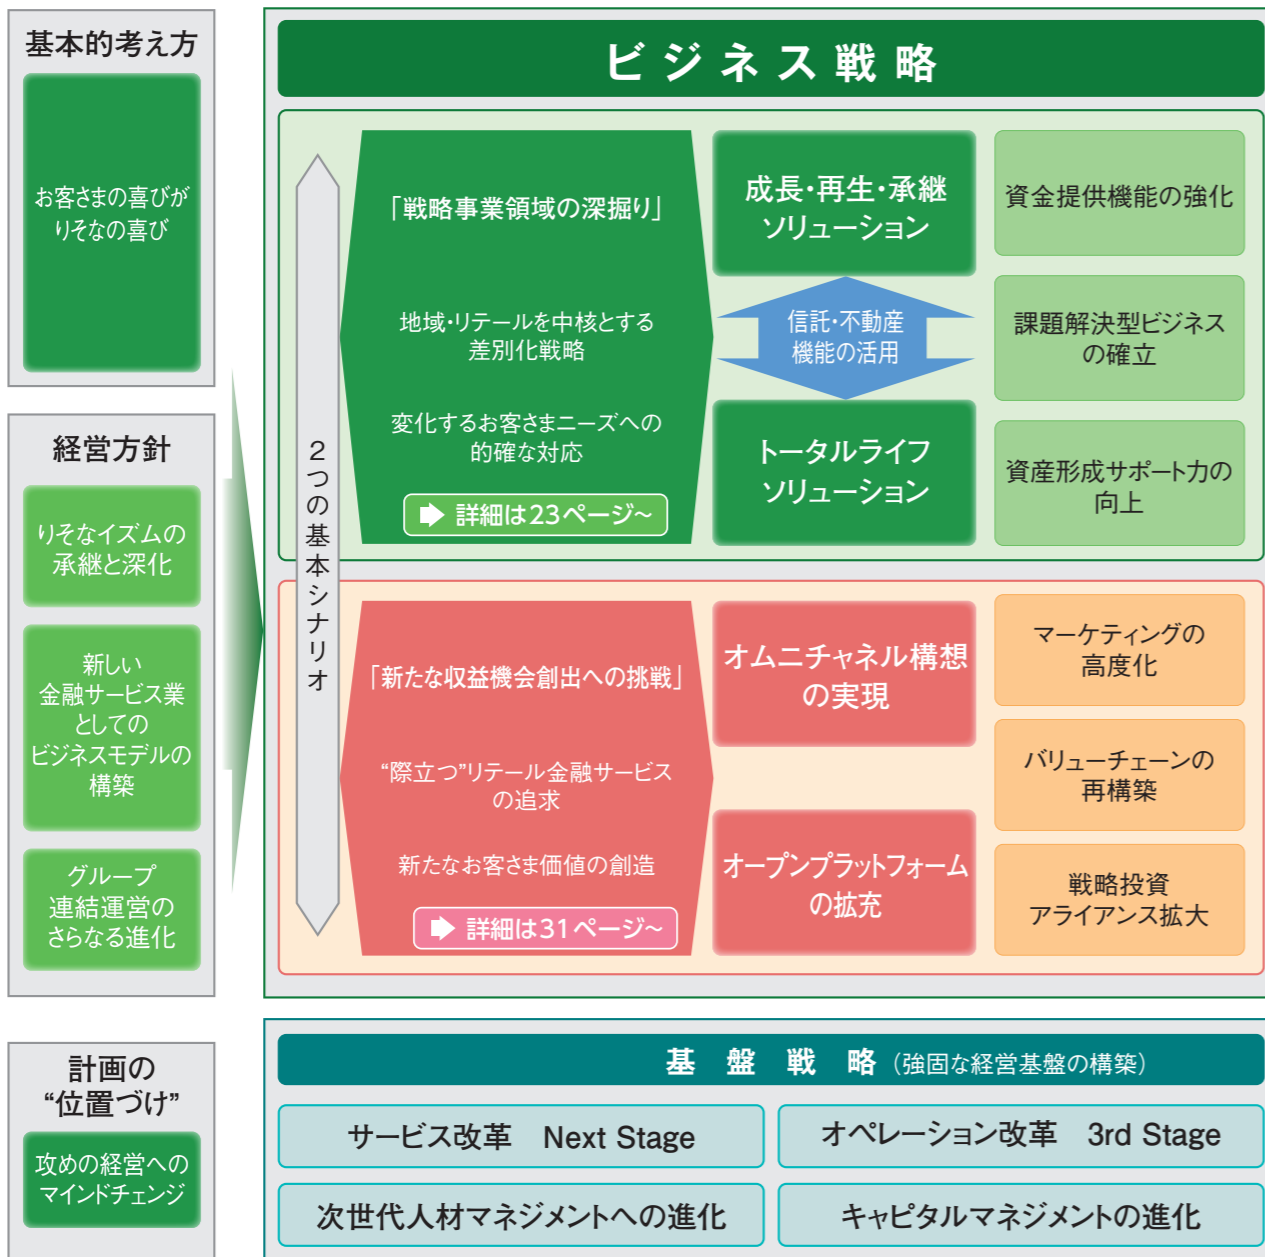 基本的考え方
お客さまの喜びが
りそなの喜び
経営方針
りそなイズムの
承継と深化
新しい
金融サービス業
としての
ビジネスモデルの
構築
グループ
連結運営の
さらなる進化
計画の
“位置づけ”
攻めの経営への
マインドチェンジ
ビジネス戦略
2つの基本シナリオ
「戦略事業領域の深掘り」
地域・リテールを中核とする
差別化戦略
変化するお客さまニーズへの
的確な対応
詳細は23ページ~
成長・再生・承継
ソリューション
信託・不動産
機能の活用
トータルライフ
ソリューション
資金提供機能の強化
課題解決型ビジネス
の確立
資産形成サポート力の
向上
「新たな収益機会創出への挑戦」
“際立つ”リテール金融サービス
の追求
新たなお客さま価値の創造
詳細は31ページ~
オムニチャネル構想
の実現
オープンプラットフォーム
の拡充
マーケティングの
高度化
バリューチェーンの
再構築
戦略投資
アライアンス拡大
基盤戦略（強固な経営基盤の構築）
サービス改革　Next Stage
オペレーション改革　3rd Stage
次世代人材マネジメントへの進化
キャピタルマネジメントの進化